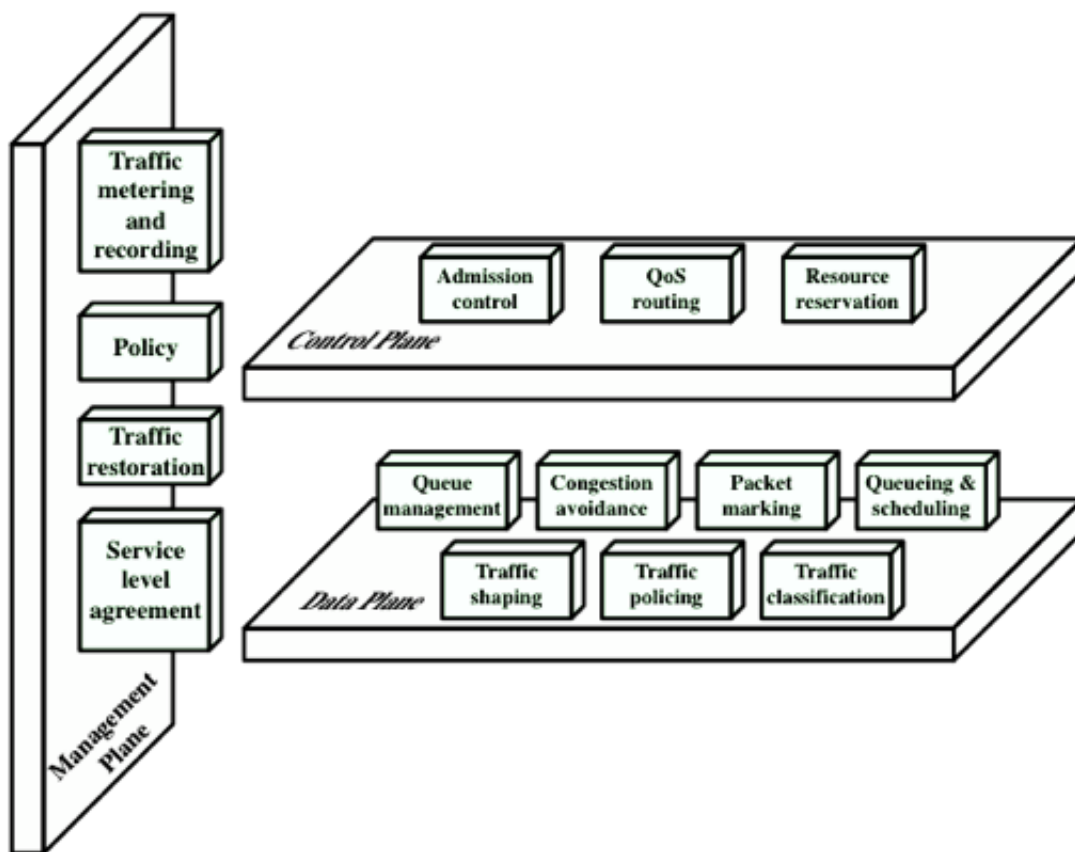 Traffic
metering
and
recording
Policy
Traffic
restoration
Service
level
agreement
Management
Plane
Admission
control
QoS
routing
Resource
reservation
Control Plane
Queue
management
Congestion
avoidance
Packet
marking
Queueing &
scheduling
Traffic
shaping
Traffic
policing
Traffic
classification
Data Plane